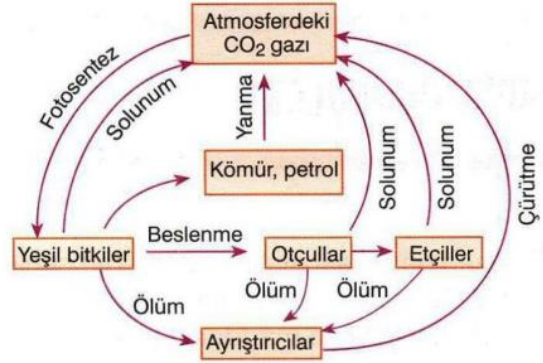 Atmosferdeki
CO₂ gazı
Fotosentez
Solunum
Yanma
Kömür, petrol
Solunum
Solunum
Çürütme
Yeşil bitkiler
Beslenme
Otçullar
Etçiller
Ölüm
Ölüm
Ölüm
Ayrıştırıcılar